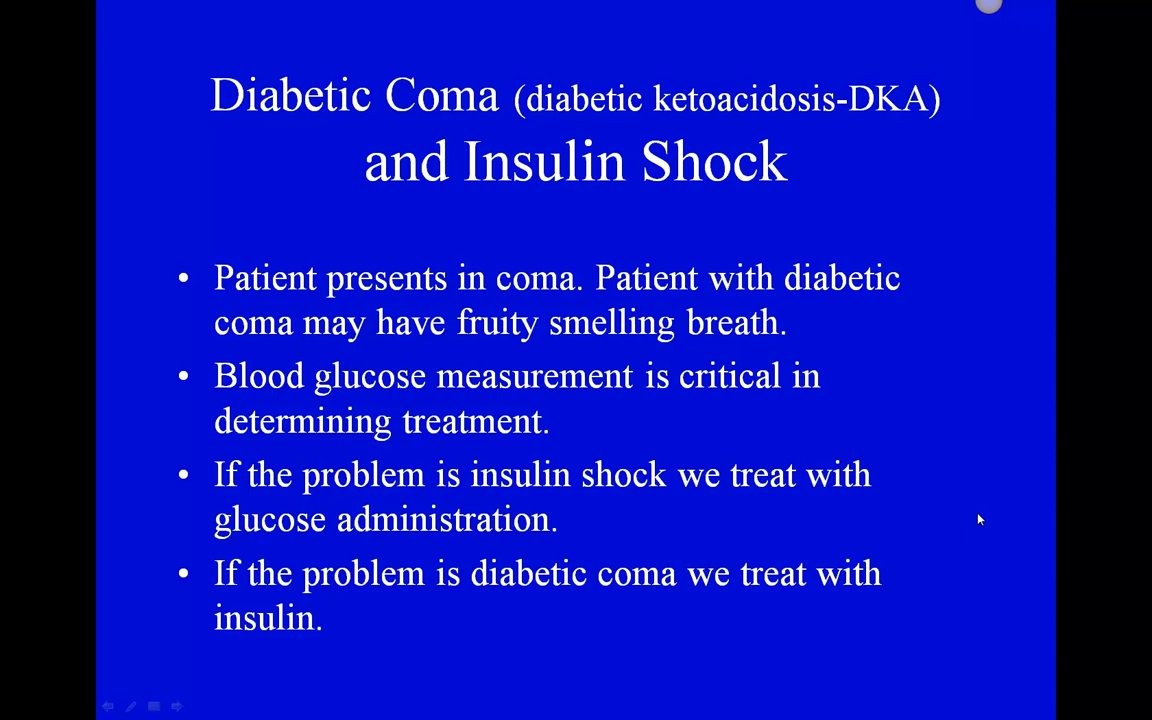 Diabetic Coma (diabetic ketoacidosis-DKA)
and Insulin Shock
• Patient presents in coma. Patient with diabetic
coma may have fruity smelling breath.
• Blood glucose measurement is critical in
determining treatment.
• If the problem is insulin shock we treat with
glucose administration.
• If the problem is diabetic coma we treat with
insulin.